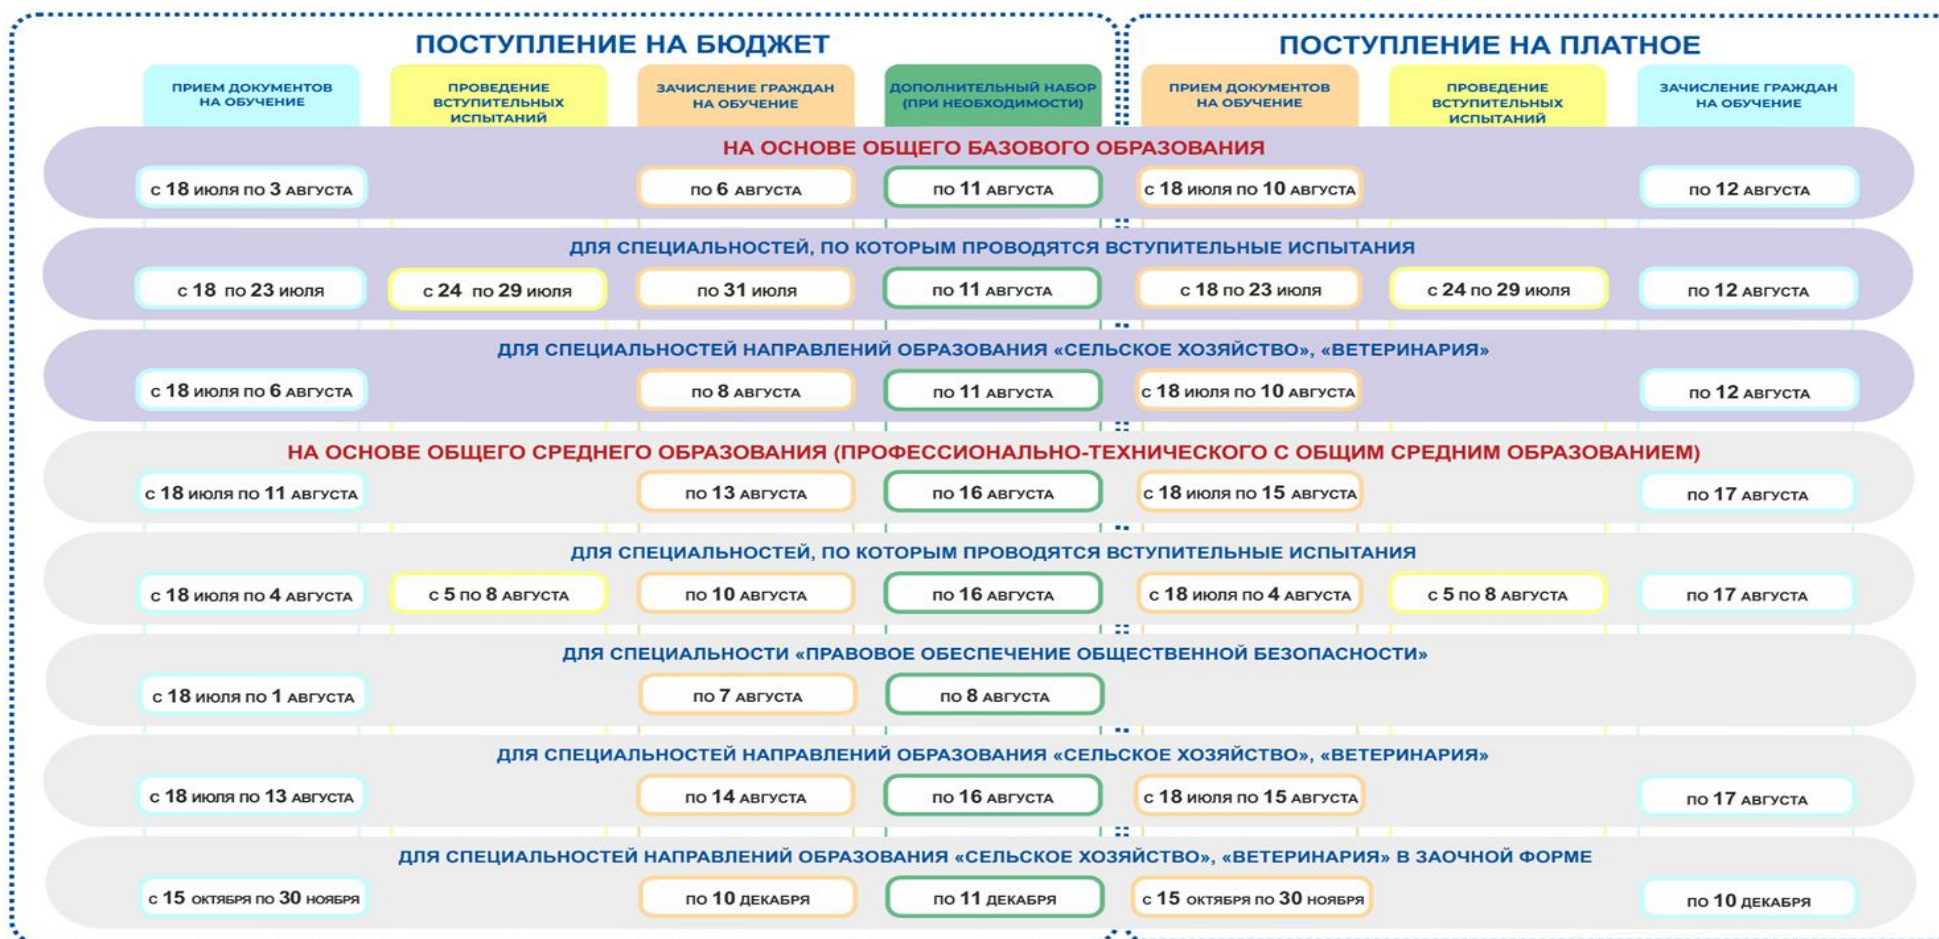 ПОСТУПЛЕНИЕ НА БЮДЖЕТ
ПОСТУПЛЕНИЕ НА ПЛАТНОЕ
ПРИЕМ ДОКУМЕНТОВ
НА ОБУЧЕНИЕ
ПРОВЕДЕНИЕ
ВСТУПИТЕЛЬНЫХ
ИСПЫТАНИЙ
ЗАЧИСЛЕНИЕ ГРАЖДАН
НА ОБУЧЕНИЕ
ДОПОЛНИТЕЛЬНЫЙ НАБОР
(ПРИ НЕОБХОДИМОСТИ)
ПРИЕМ ДОКУМЕНТОВ
НА ОБУЧЕНИЕ
ПРОВЕДЕНИЕ
ВСТУПИТЕЛЬНЫХ
ИСПЫТАНИЙ
ЗАЧИСЛЕНИЕ ГРАЖДАН
НА ОБУЧЕНИЕ
НА ОСНОВЕ ОБЩЕГО БАЗОВОГО ОБРАЗОВАНИЯ
С 18 ИЮЛЯ ПО 3 АВГУСТА
ПО 6 АВГУСТА
ПО 11 АВГУСТА
С 18 ИЮЛЯ ПО 10 АВГУСТА
ПО 12 АВГУСТА
ДЛЯ СПЕЦИАЛЬНОСТЕЙ, ПО КОТОРЫМ ПРОВОДЯТСЯ ВСТУПИТЕЛЬНЫЕ ИСПЫТАНИЯ
С 18 ПО 23 ИЮЛЯ
С 24 ПО 29 ИЮЛЯ
ПО 31 ИЮЛЯ
ПО 11 АВГУСТА
С 18 ПО 23 ИЮЛЯ
С 24 ПО 29 ИЮЛЯ
ПО 12 АВГУСТА
ДЛЯ СПЕЦИАЛЬНОСТЕЙ НАПРАВЛЕНИЙ ОБРАЗОВАНИЯ «СЕЛЬСКОЕ ХОЗЯЙСТВО», «ВЕТЕРИНАРИЯ»
С 18 ИЮЛЯ ПО 6 АВГУСТА
ПО 8 АВГУСТА
ПО 11 АВГУСТА
С 18 ИЮЛЯ ПО 10 АВГУСТА
ПО 12 АВГУСТА
НА ОСНОВЕ ОБЩЕГО СРЕДНЕГО ОБРАЗОВАНИЯ (ПРОФЕССИОНАЛЬНО-ТЕХНИЧЕСКОГО С ОБЩИМ СРЕДНИМ ОБРАЗОВАНИЕМ)
С 18 ИЮЛЯ ПО 11 АВГУСТА
ПО 13 АВГУСТА
ПО 16 АВГУСТА
С 18 ИЮЛЯ ПО 15 АВГУСТА
ПО 17 АВГУСТА
ДЛЯ СПЕЦИАЛЬНОСТЕЙ, ПО КОТОРЫМ ПРОВОДЯТСЯ ВСТУПИТЕЛЬНЫЕ ИСПЫТАНИЯ
С 18 ИЮЛЯ ПО 4 АВГУСТА
С 5 ПО 8 АВГУСТА
ПО 10 АВГУСТА
ПО 16 АВГУСТА
С 18 ИЮЛЯ ПО 4 АВГУСТА
С 5 ПО 8 АВГУСТА
ПО 17 АВГУСТА
ДЛЯ СПЕЦИАЛЬНОСТИ «ПРАВОВОЕ ОБЕСПЕЧЕНИЕ ОБЩЕСТВЕННОЙ БЕЗОПАСНОСТИ»
С 18 ИЮЛЯ ПО 1 АВГУСТА
ПО 7 АВГУСТА
ПО 8 АВГУСТА
ДЛЯ СПЕЦИАЛЬНОСТЕЙ НАПРАВЛЕНИЙ ОБРАЗОВАНИЯ «СЕЛЬСКОЕ ХОЗЯЙСТВО», «ВЕТЕРИНАРИЯ»
С 18 ИЮЛЯ ПО 13 АВГУСТА
ПО 14 АВГУСТА
ПО 16 АВГУСТА
С 18 ИЮЛЯ ПО 15 АВГУСТА
ПО 17 АВГУСТА
ДЛЯ СПЕЦИАЛЬНОСТЕЙ НАПРАВЛЕНИЙ ОБРАЗОВАНИЯ «СЕЛЬСКОЕ ХОЗЯЙСТВО», «ВЕТЕРИНАРИЯ» В ЗАОЧНОЙ ФОРМЕ
С 15 ОКТЯБРЯ ПО 30 НОЯБРЯ
ПО 10 ДЕКАБРЯ
ПО 11 ДЕКАБРЯ
С 15 ОКТЯБРЯ ПО 30 НОЯБРЯ
ПО 10 ДЕКАБРЯ